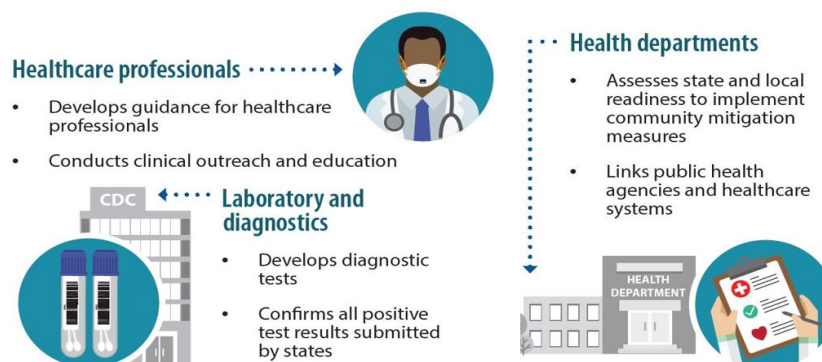 Healthcare professionals
• Develops guidance for healthcare
professionals
• Conducts clinical outreach and education
CDC
Laboratory and
diagnostics
• Develops diagnostic
tests
• Confirms all positive
test results submitted
by states
Health departments
• Assesses state and local
readiness to implement
community mitigation
measures
• Links public health
agencies and healthcare
systems
HEALTH
DEPARTMENT